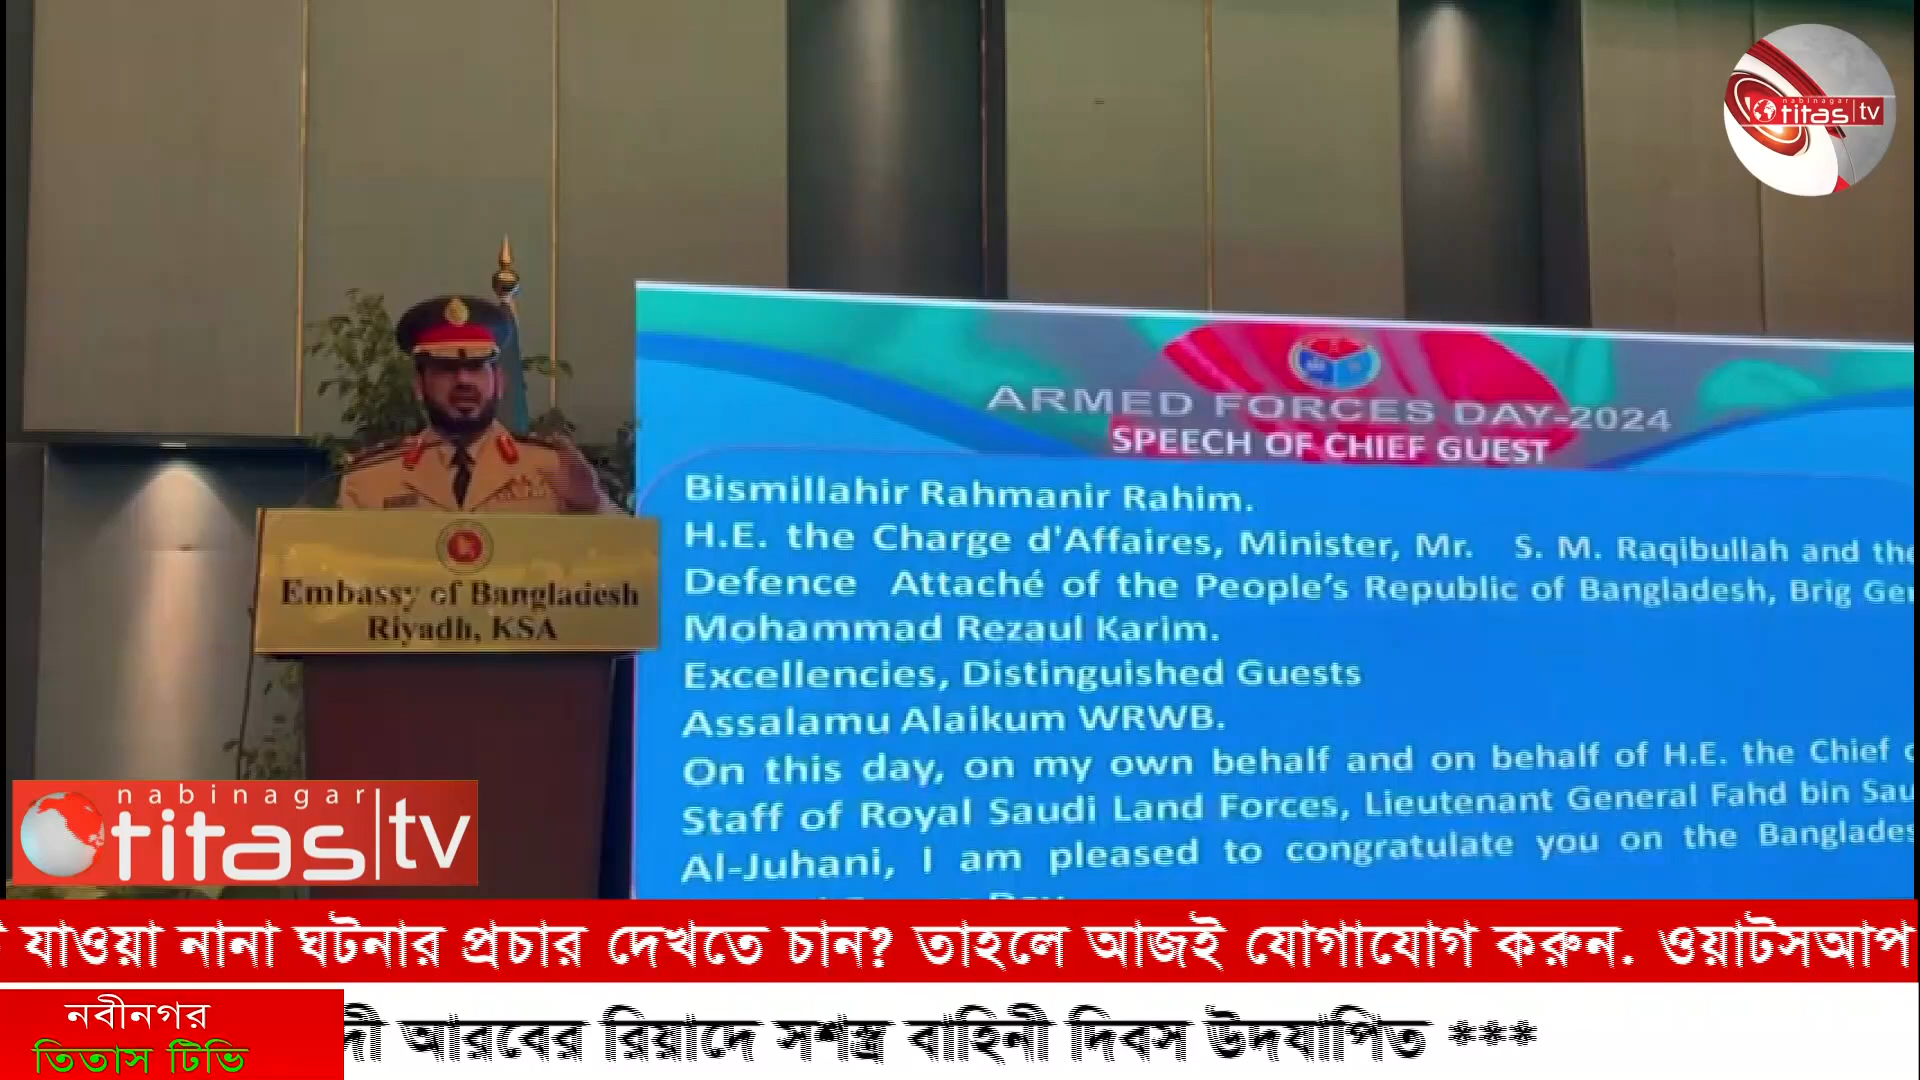 nabinagar
titas tv
ARMED FORCES DAY-2024
SPEECH OF CHIEF GUEST
Bismillahir Rahmanir Rahim.
H.E. the Charge d'Affaires, Minister, Mr. S. M. Raqibullah and the
Defence Attaché of the People's Republic of Bangladesh, Brig Gen
Mohammad Rezaul Karim.
Excellencies, Distinguished Guests
Assalamu Alaikum WRWB.
On this day, on my own behalf and on behalf of H.E. the Chief
Staff of Royal Saudi Land Forces, Lieutenant General Fahd bin Sau
Al-Juhani, I am pleased to congratulate you on the Banglades
Embassy of Bangladesh
Riyadh, KSA
nabinagar
titas tv
যাওয়া নানা ঘটনার প্রচার দেখতে চান? তাহলে আজই যোগাযোগ করুন. ওয়াটসআপ
নবীনগর
তিতাস টিভি
দী আরবের রিয়াদে সশস্ত্র বাহিনী দিবস উদযাপিত ***